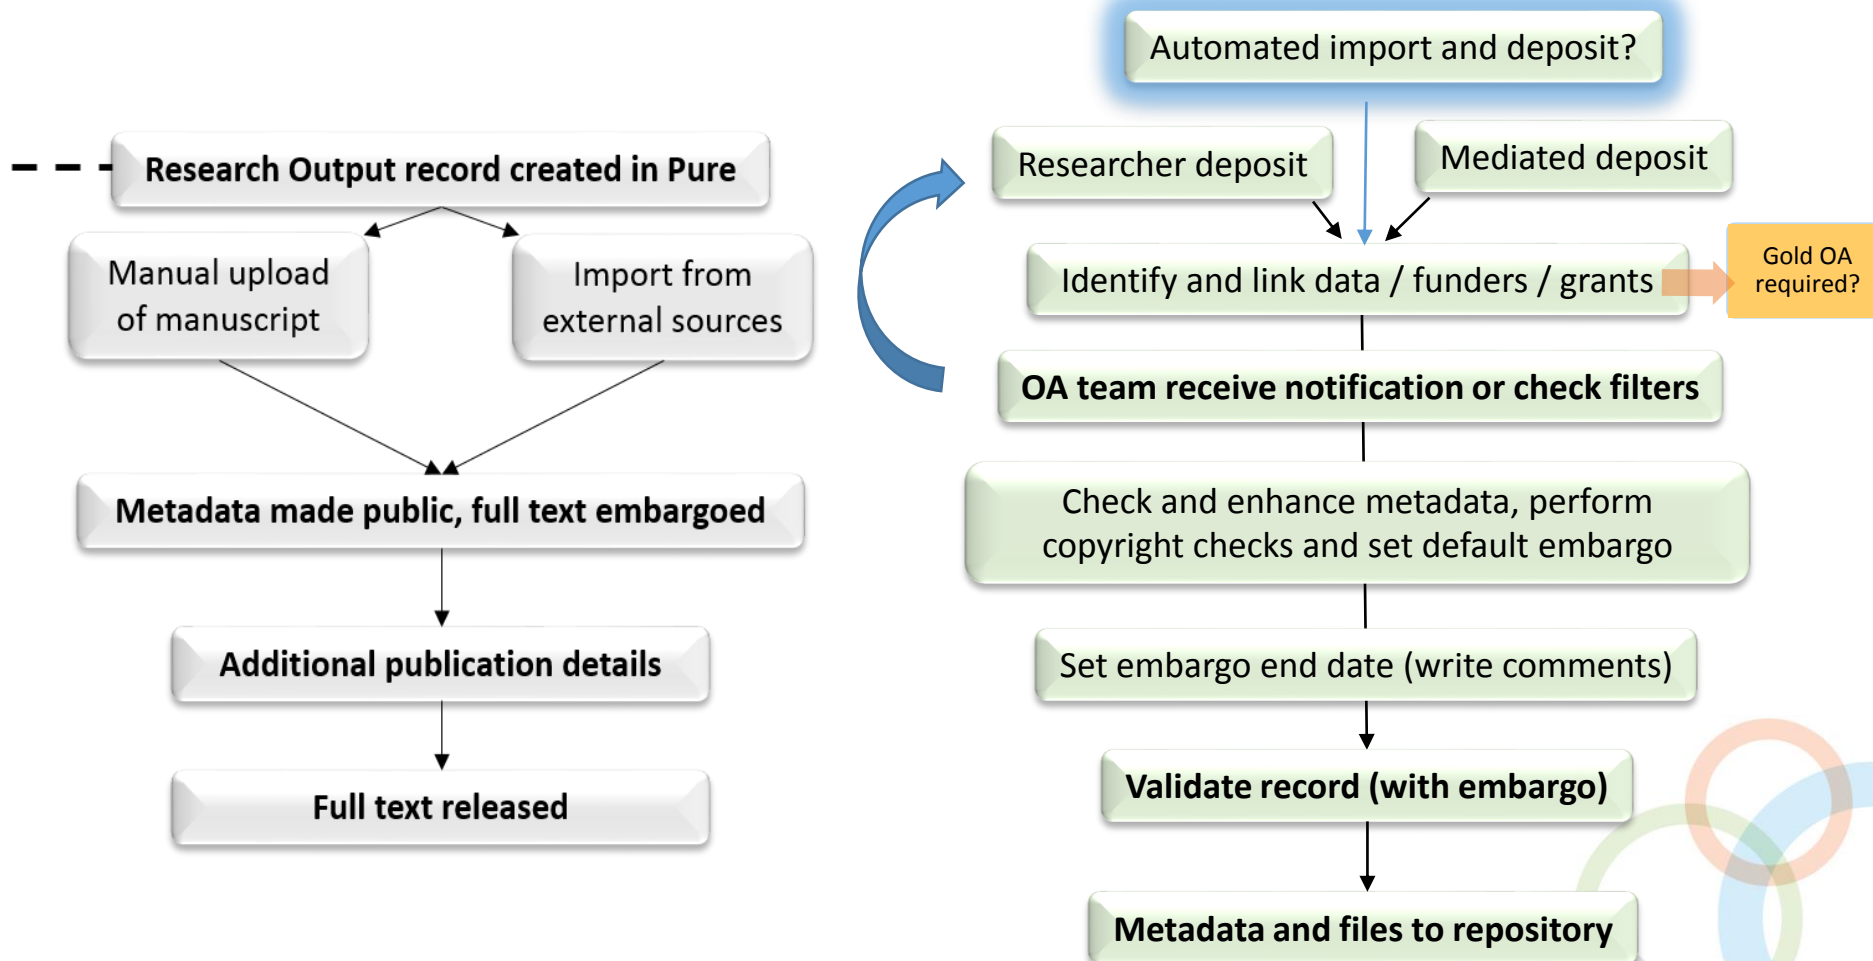 Research Output record created in Pure
Manual upload
of manuscript
Import from
external sources
Metadata made public, full text embargoed
Additional publication details
Full text released
Automated import and deposit?
Researcher deposit
Mediated deposit
Identify and link data / funders / grants
Gold OA
required?
OA team receive notification or check filters
Check and enhance metadata, perform
copyright checks and set default embargo
Set embargo end date (write comments)
Validate record (with embargo)
Metadata and files to repository